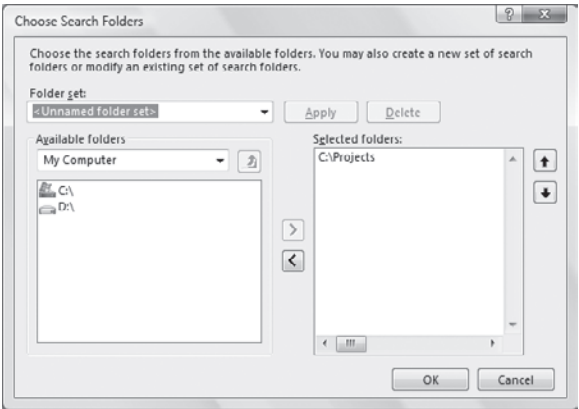 Choose Search Folders
Choose the search folders from the available folders. You may also create a new set of search
folders or modify an existing set of search folders.
Folder set:
<Unnamed folder set>
Apply
Delete
Available folders
My Computer
C:\
D:\
Selected folders:
C:\Projects
OK
Cancel